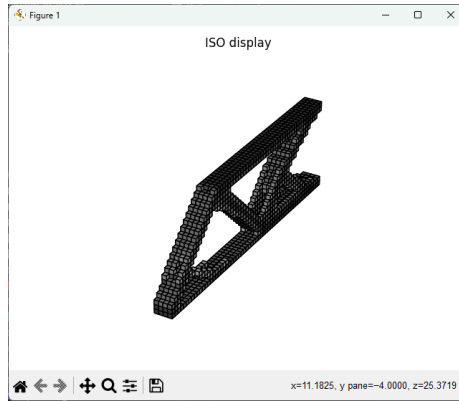 Figure 1
ISO display
x=11.1825, y pane=−4.0000, z=25.3719